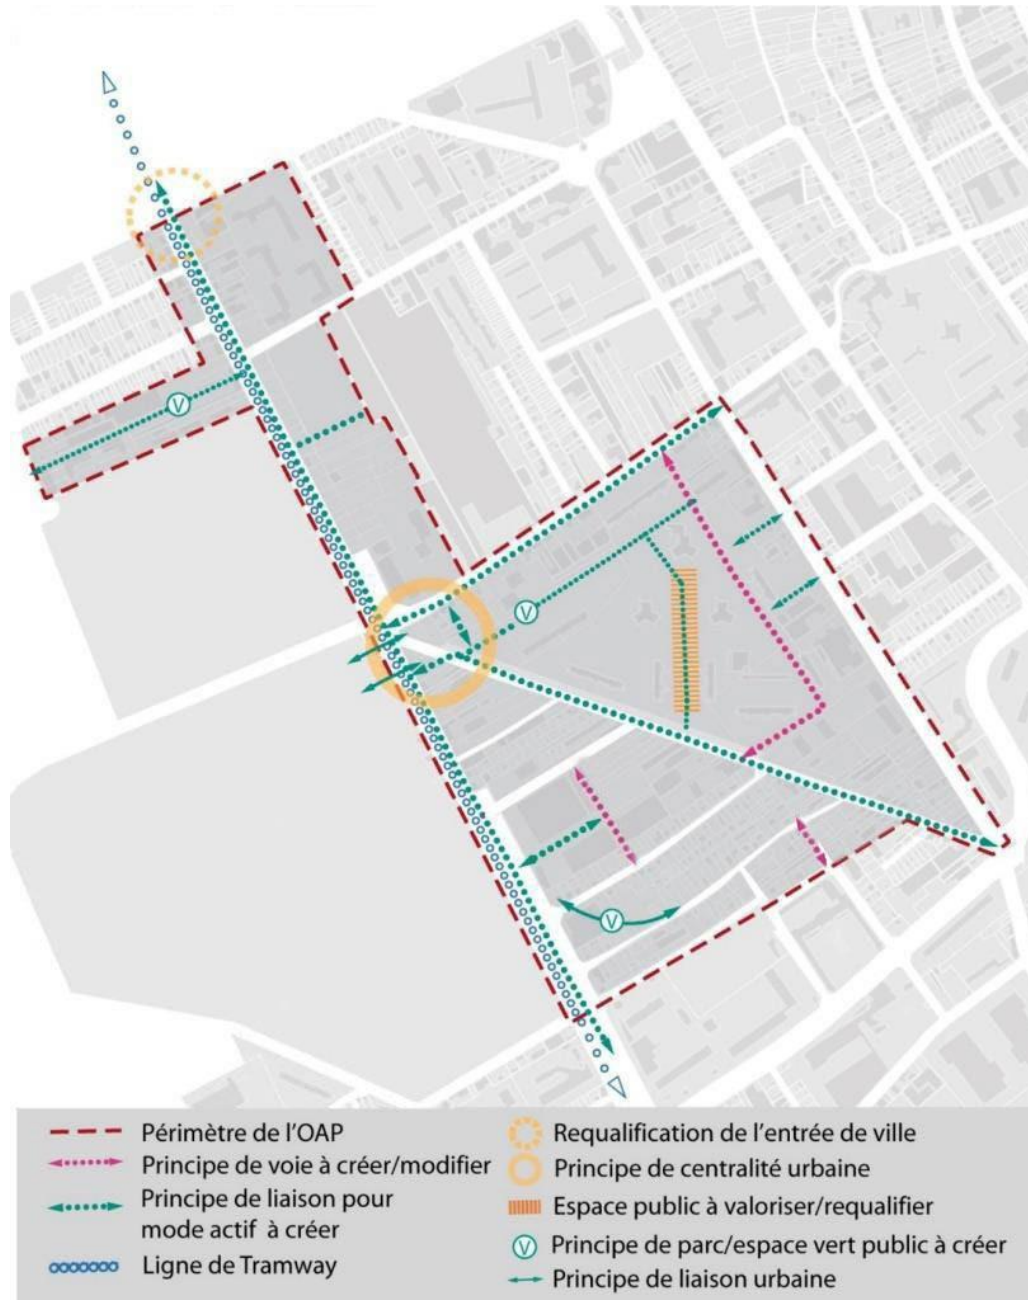 V
V
V
Périmètre de l'OAP
Principe de voie à créer/modifier
Principe de liaison pour
mode actif à créer
Ligne de Tramway
Requalification de l'entrée de ville
Principe de centralité urbaine
Espace public à valoriser/requalifier
V Principe de parc/espace vert public à créer
Principe de liaison urbaine